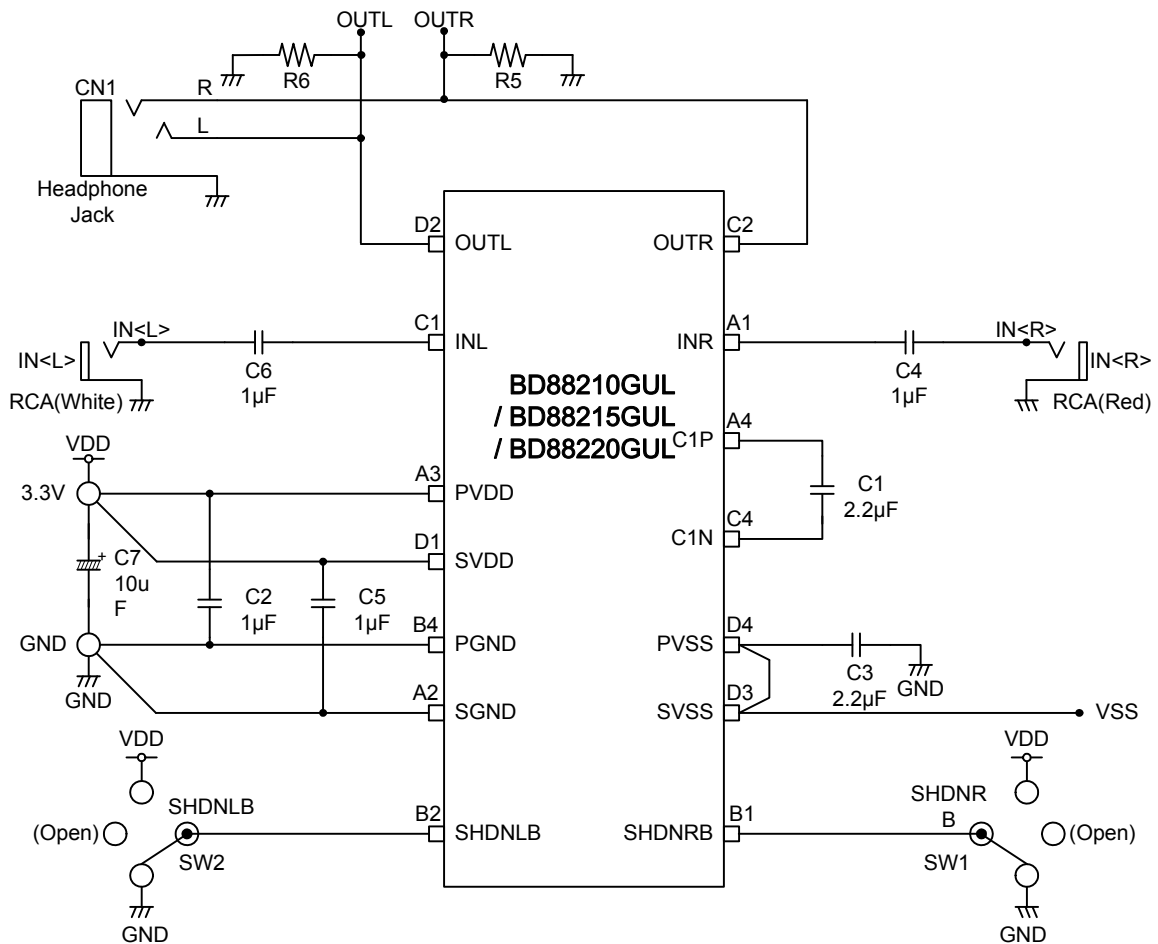 OUTL OUTR
R6 R5
CN1
R
L
Headphone
Jack
D2 C2
OUTL OUTR
IN<L> C1 A1 IN<R>
IN<L> INL INR IN<R>
C6 C4
1µF 1µF
RCA(White) RCA(Red)
BD88210GUL
/ BD88215GUL
/ BD88220GUL
A4
C1P
VDD
3.3V
A3
PVDD
C1
2.2µF
C4
C1N
D1
SVDD
+
C7
10u
F
C2
1µF
C5
1µF
GND
B4
PGND
D4
PVSS
C3
2.2µF
GND
GND
A2
SGND
D3
SVSS
VSS
VDD VDD
SHDNLB SHDNR
B
(Open) B2 B1 (Open)
SHDNLB SHDNRB
SW2 SW1
GND GND